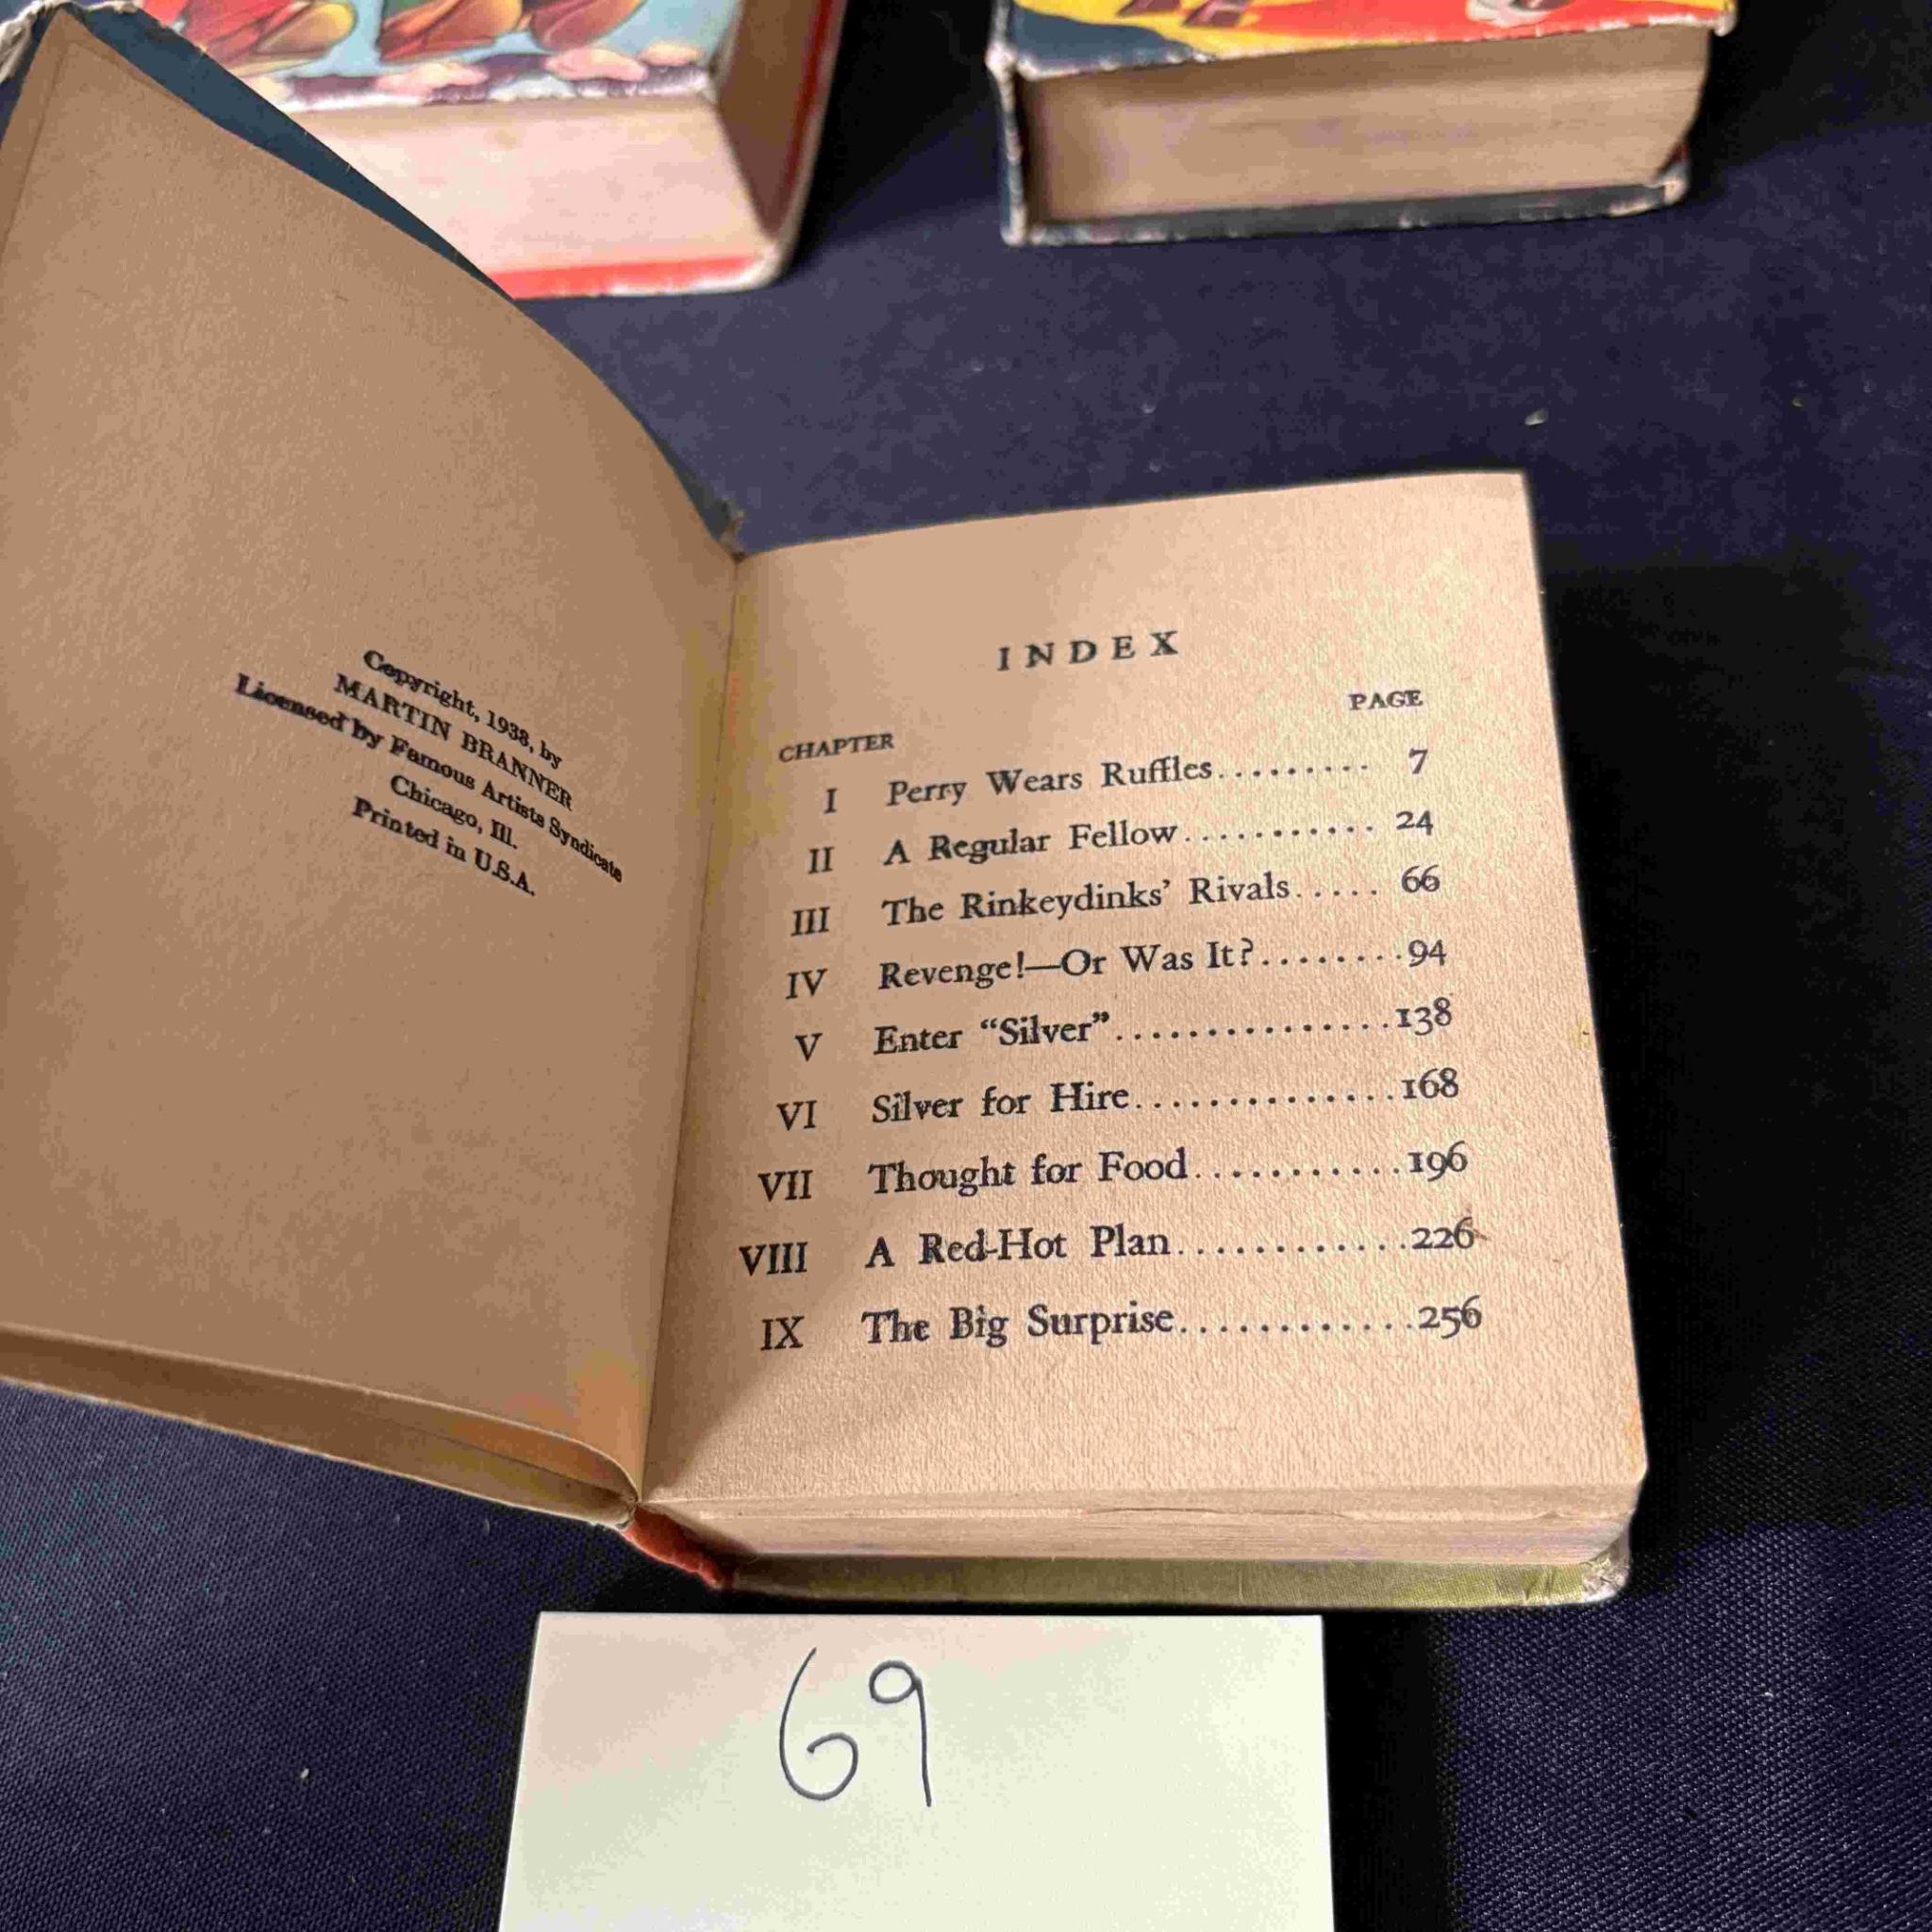 Copyright, 1938, by
MARTIN BRANNER
Licensed by Famous Artists Syndicate
Chicago, Ill.
Printed in U.S.A.
INDEX
CHAPTER PAGE
I Perry Wears Ruffles......... 7
II A Regular Fellow........... 24
III The Rinkeydinks’ Rivals..... 66
IV Revenge!—Or Was It?........94
V Enter “Silver”...............138
VI Silver for Hire..............168
VII Thought for Food...........196
VIII A Red-Hot Plan.............226
IX The Big Surprise.............256
69